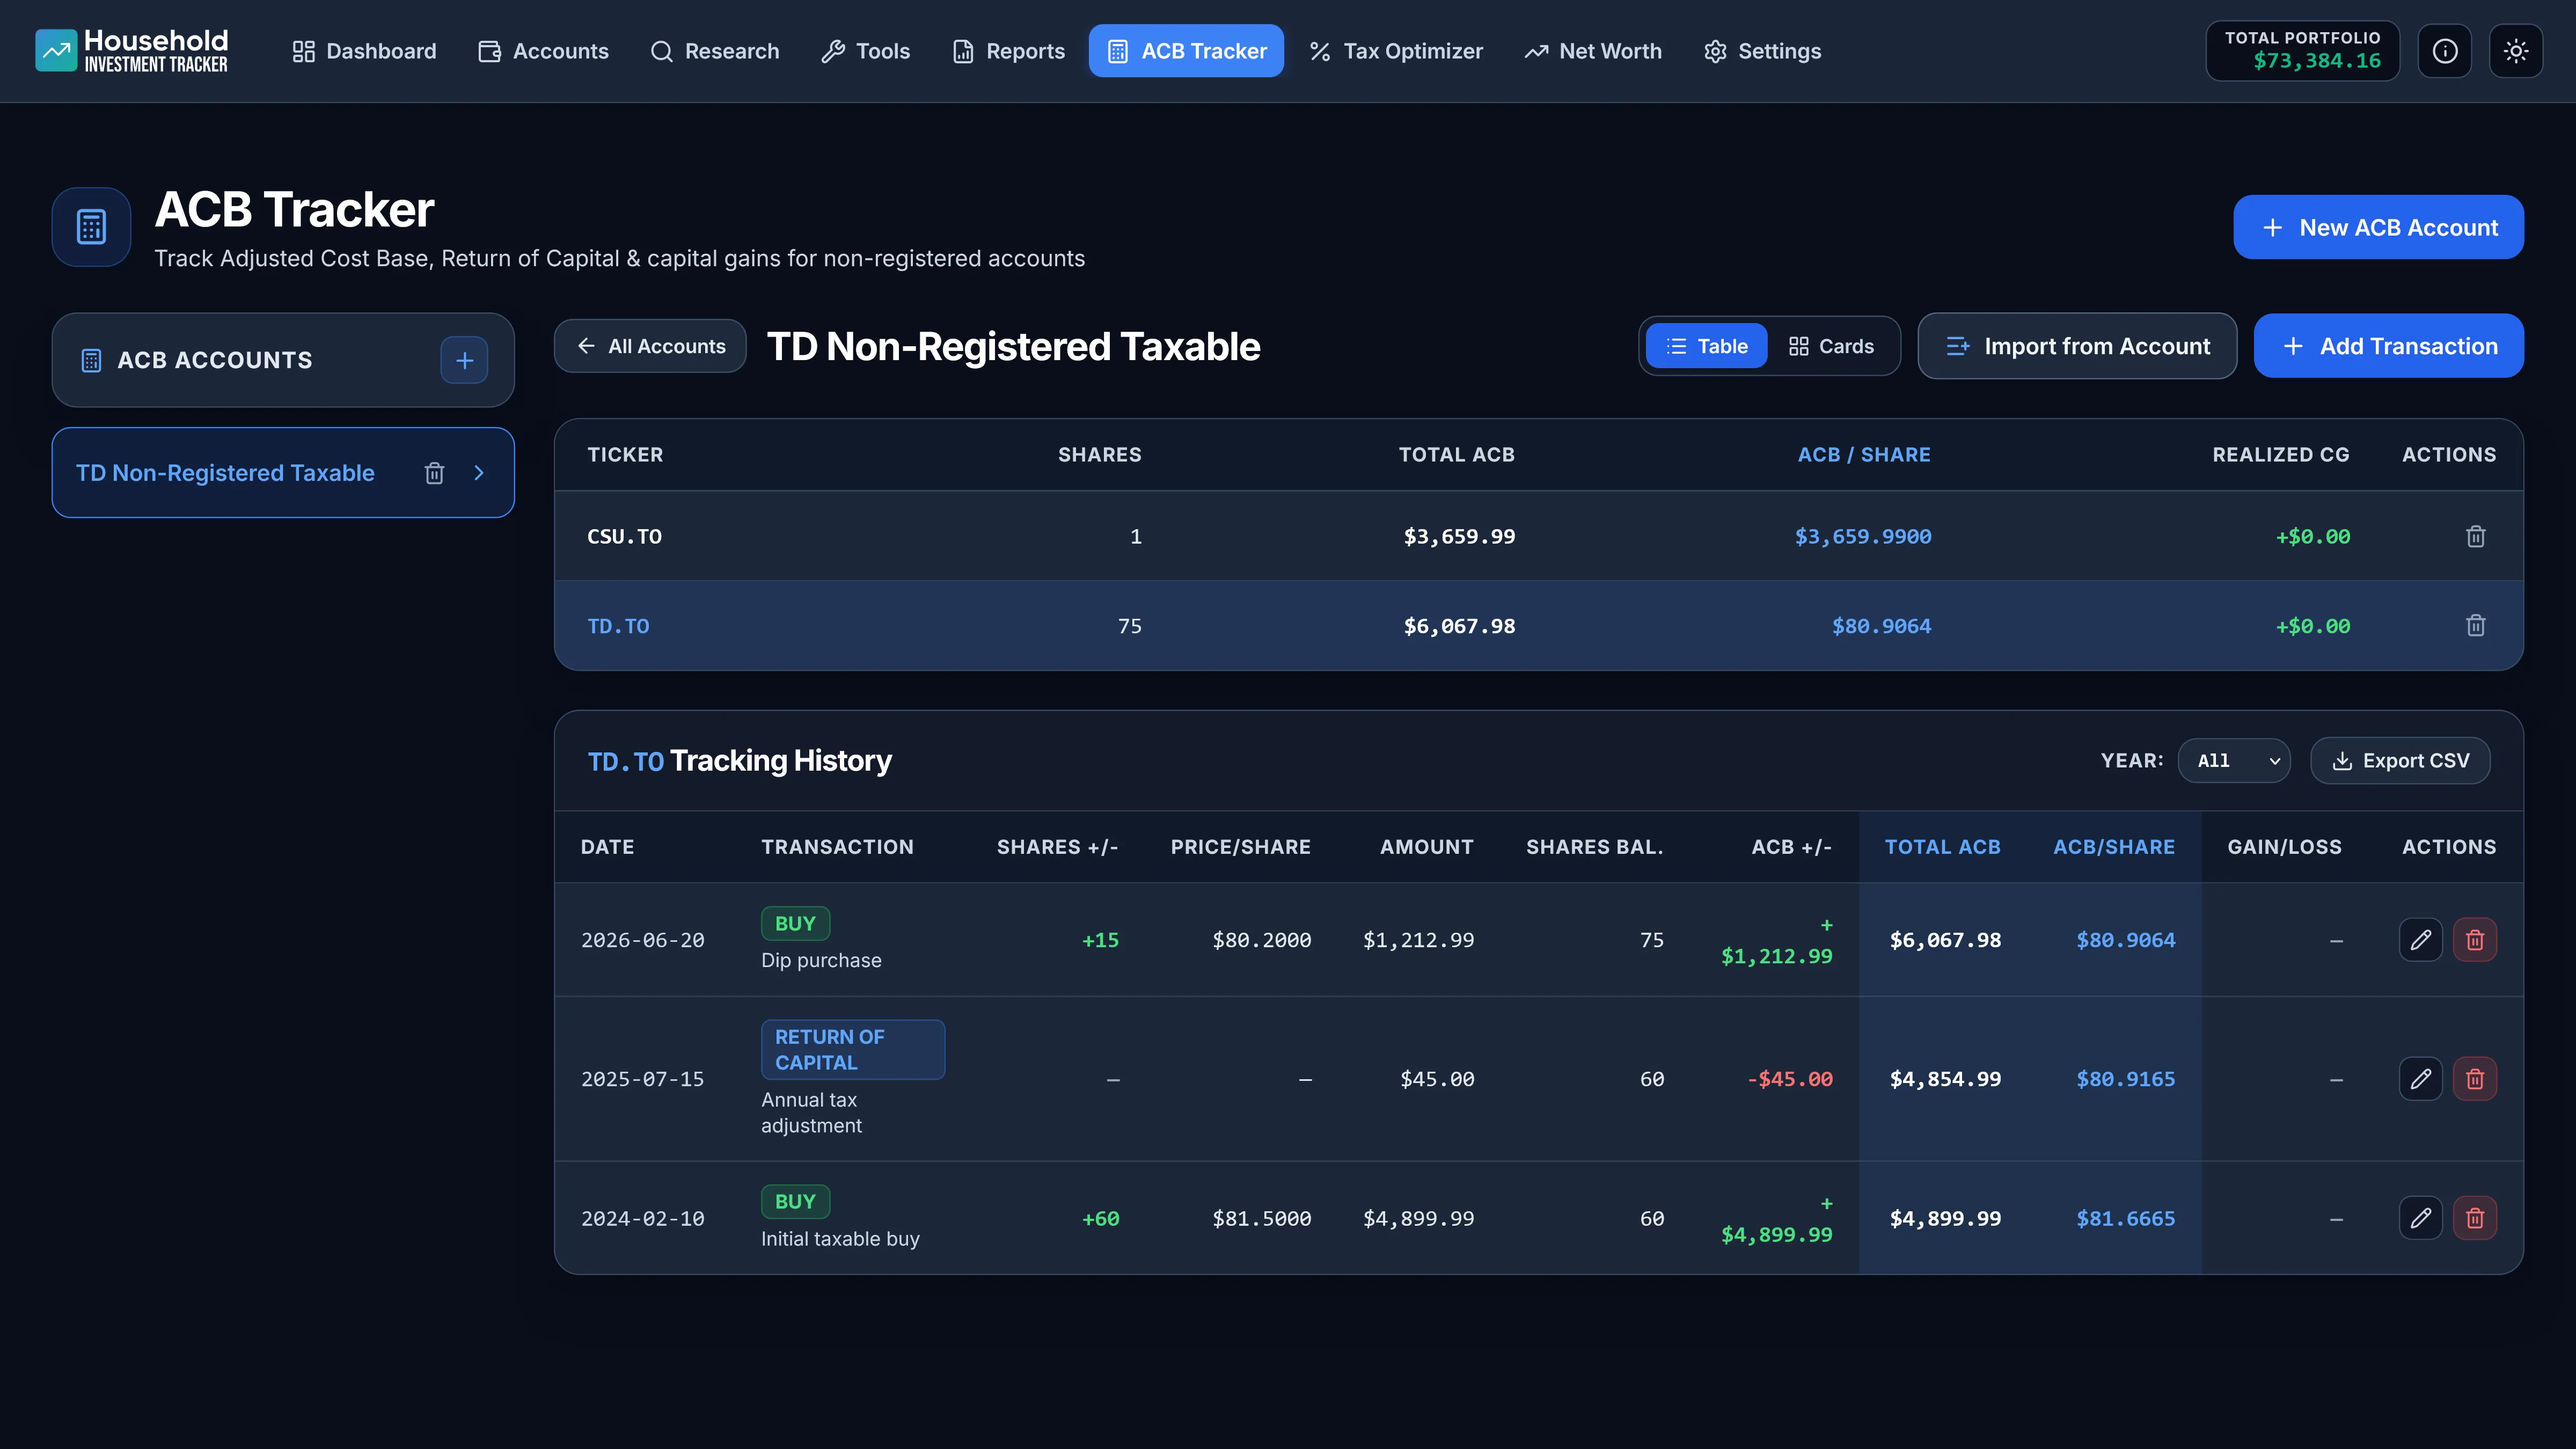 Household
INVESTMENT TRACKER
Dashboard
Accounts
Research
Tools
Reports
ACB Tracker
Tax Optimizer
Net Worth
Settings
TOTAL PORTFOLIO
$73,384.16
ACB Tracker
Track Adjusted Cost Base, Return of Capital & capital gains for non-registered accounts
+ New ACB Account
ACB ACCOUNTS
+
TD Non-Registered Taxable
All Accounts
TD Non-Registered Taxable
Table
Cards
Import from Account
+ Add Transaction
TICKER SHARES TOTAL ACB ACB / SHARE REALIZED CG ACTIONS
CSU.TO 1 $3,659.99 $3,659.9900 +$0.00
TD.TO 75 $6,067.98 $80.9064 +$0.00
TD.TO Tracking History
YEAR: All
Export CSV
DATE TRANSACTION SHARES +/- PRICE/SHARE AMOUNT SHARES BAL. ACB +/- TOTAL ACB ACB/SHARE GAIN/LOSS ACTIONS
2026-06-20 BUY +15 $80.2000 $1,212.99 75 + $6,067.98 $80.9064 —
Dip purchase $1,212.99
2025-07-15 RETURN OF — — $45.00 60 -$45.00 $4,854.99 $80.9165 —
CAPITAL
Annual tax
adjustment
2024-02-10 BUY +60 $81.5000 $4,899.99 60 + $4,899.99 $81.6665 —
Initial taxable buy $4,899.99